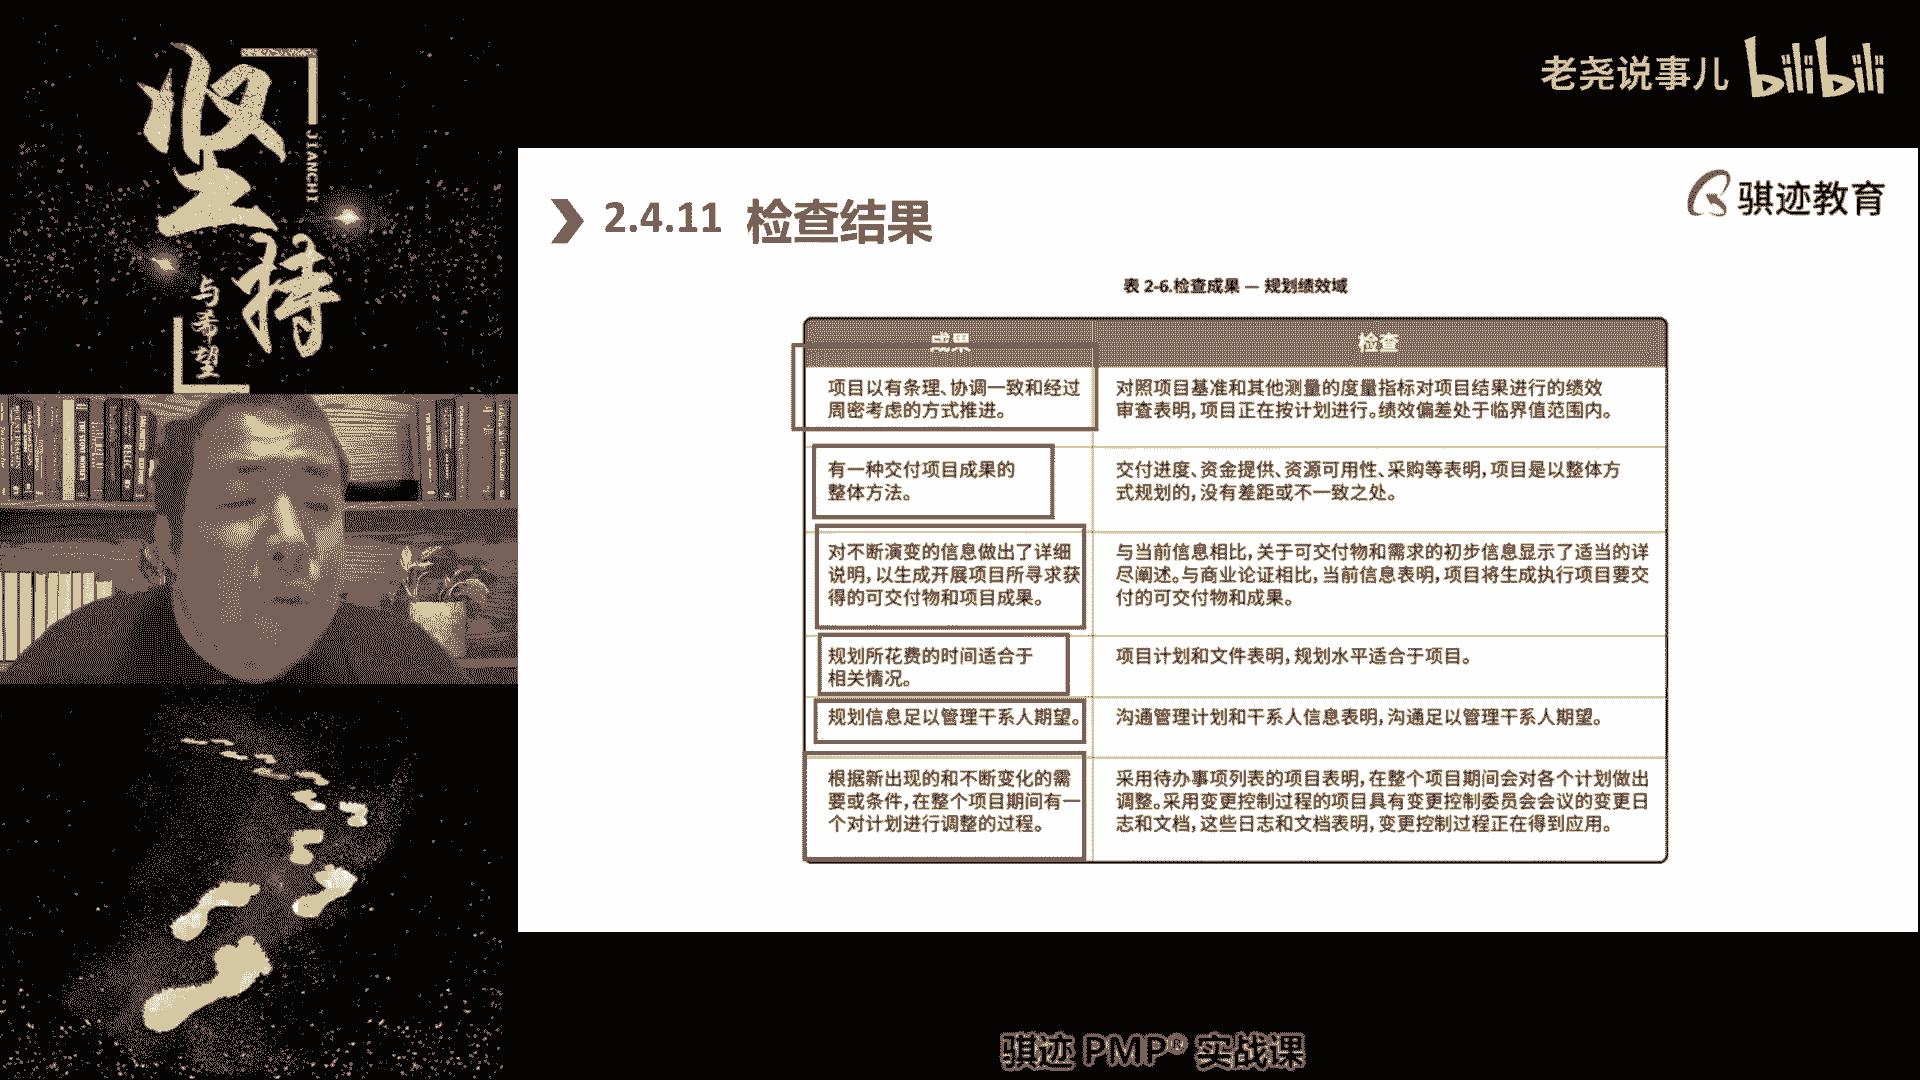 坚持
JIANCHI
与希望
老尧说事儿 bilibili
骐迹教育
2.4.11 检查结果
表 2-6.检查成果 — 规划绩效域
成果
检查
项目以有条理、协调一致和经过
周密考虑的方式推进。
对照项目基准和其他测量的度量指标对项目结果进行的绩效
审查表明,项目正在按计划进行。绩效偏差处于临界值范围内。
有一种交付项目成果的
整体方法。
交付进度、资金提供、资源可用性、采购等表明,项目是以整体方
式规划的,没有差距或不一致之处。
对不断演变的信息做出了详细
说明,以生成开展项目所寻求获
得的可交付物和项目成果。
与当前信息相比,关于可交付物和需求的初步信息显示了适当的详
尽阐述。与商业论证相比,当前信息表明,项目将生成执行项目要交
付的可交付物和成果。
规划所花费的时间适合于
相关情况。
项目计划和文件表明,规划水平适合于项目。
规划信息足以管理干系人期望。
沟通管理计划和干系人信息表明,沟通足以管理干系人期望。
根据新出现的和不断变化的需
要或条件,在整个项目期间有一
个对计划进行调整的过程。
采用待办事项列表的项目表明,在整个项目期间会对各个计划做出
调整。采用变更控制过程的项目具有变更控制委员会会议的变更日
志和文档,这些日志和文档表明,变更控制过程正在得到应用。
骐迹 PMP® 实战课